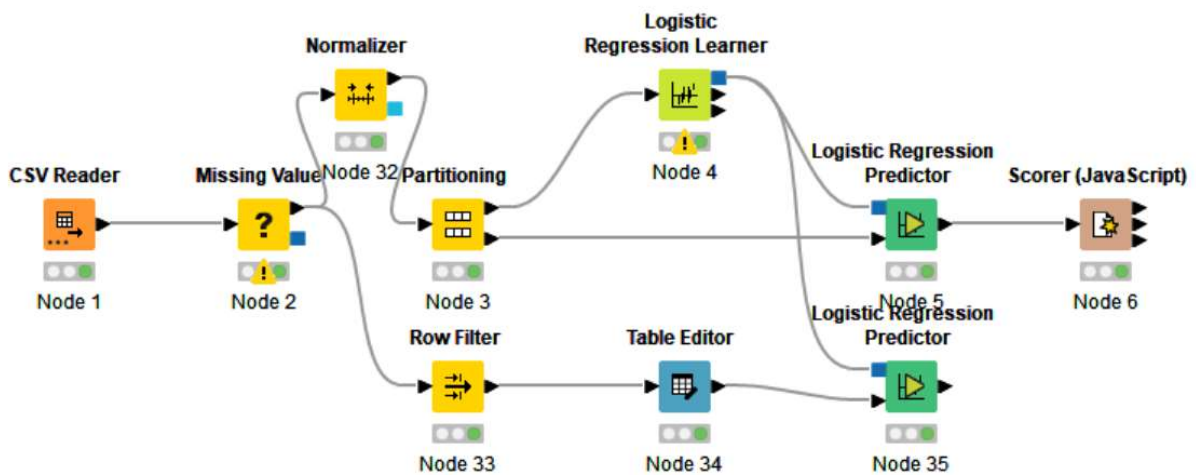 Logistic
Regression Learner
Normalizer
Node 32
Node 4
CSV Reader
Missing Value
Partitioning
Logistic Regression
Predictor
Scorer (JavaScript)
?
Node 1
Node 2
Node 3
Node 5
Node 6
Row Filter
Table Editor
Logistic Regression
Predictor
Node 33
Node 34
Node 35